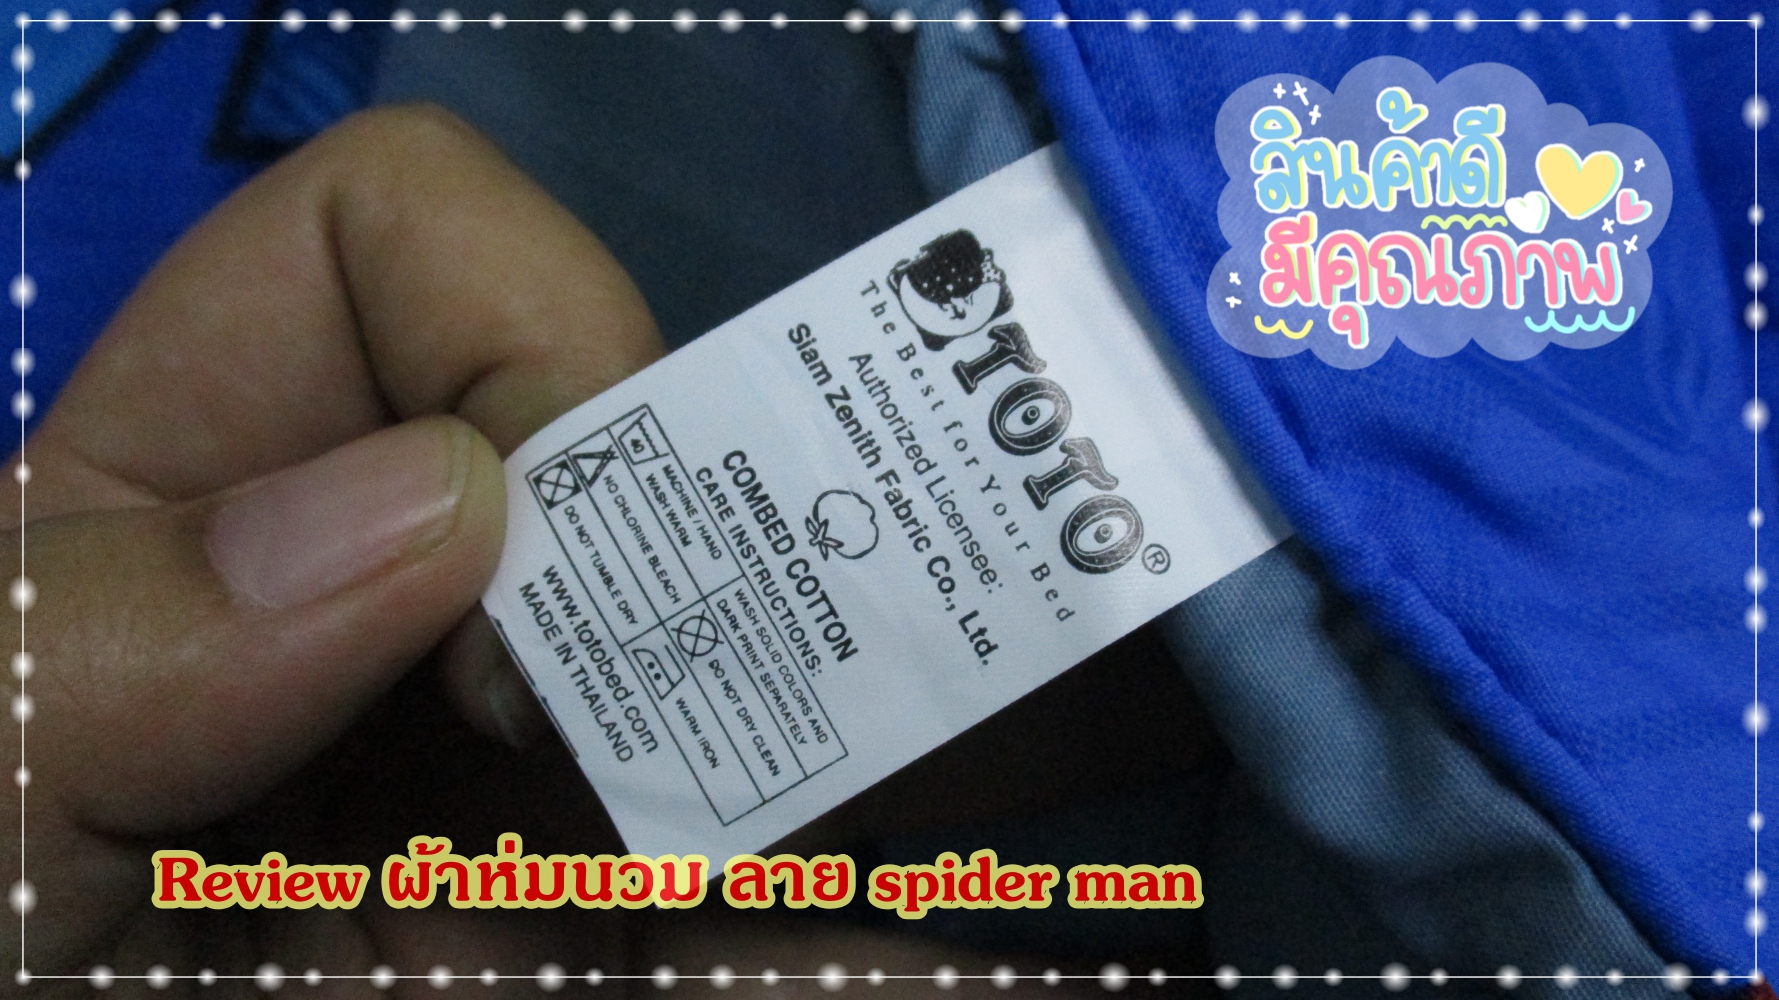 สินค้าดี
มีคุณภาพ
TOTO®
The Best for Your Bed
Authorized Licensee:
Siam Zenith Fabric Co., Ltd.
COMBED COTTON
CARE INSTRUCTIONS:
40
MACHINE / HAND
WASH WARM
WASH SOLID COLORS AND
DARK PRINT SEPARATELY
NO CHLORINE BLEACH
DO NOT DRY CLEAN
DO NOT TUMBLE DRY
WARM IRON
www.totobed.com
MADE IN THAILAND
Review ผ้าห่มนวม ลาย spider man